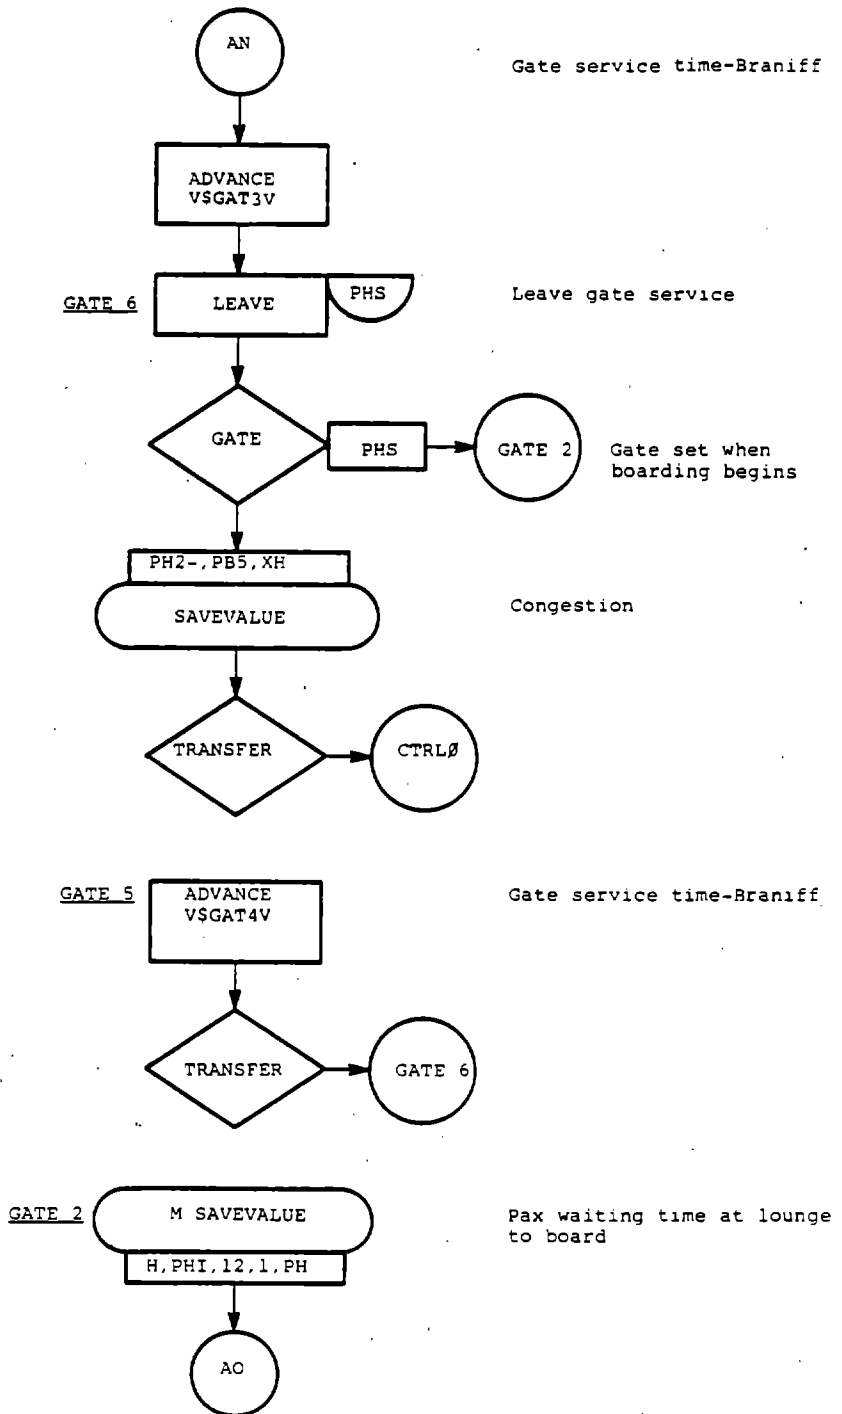 AN
Gate service time-Braniff
ADVANCE
V$GAT3V
GATE 6
LEAVE
PHS
Leave gate service
GATE
PHS
GATE 2
Gate set when
boarding begins
PH2-,PB5,XH
SAVEVALUE
Congestion
TRANSFER
CTRLØ
GATE 5
ADVANCE
V$GAT4V
Gate service time-Braniff
TRANSFER
GATE 6
GATE 2
M SAVEVALUE
Pax waiting time at lounge
to board
H,PHI,12,1,PH
AO